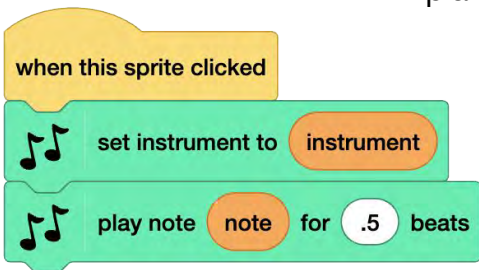 when this sprite clicked
set instrument to instrument
play note note for .5 beats